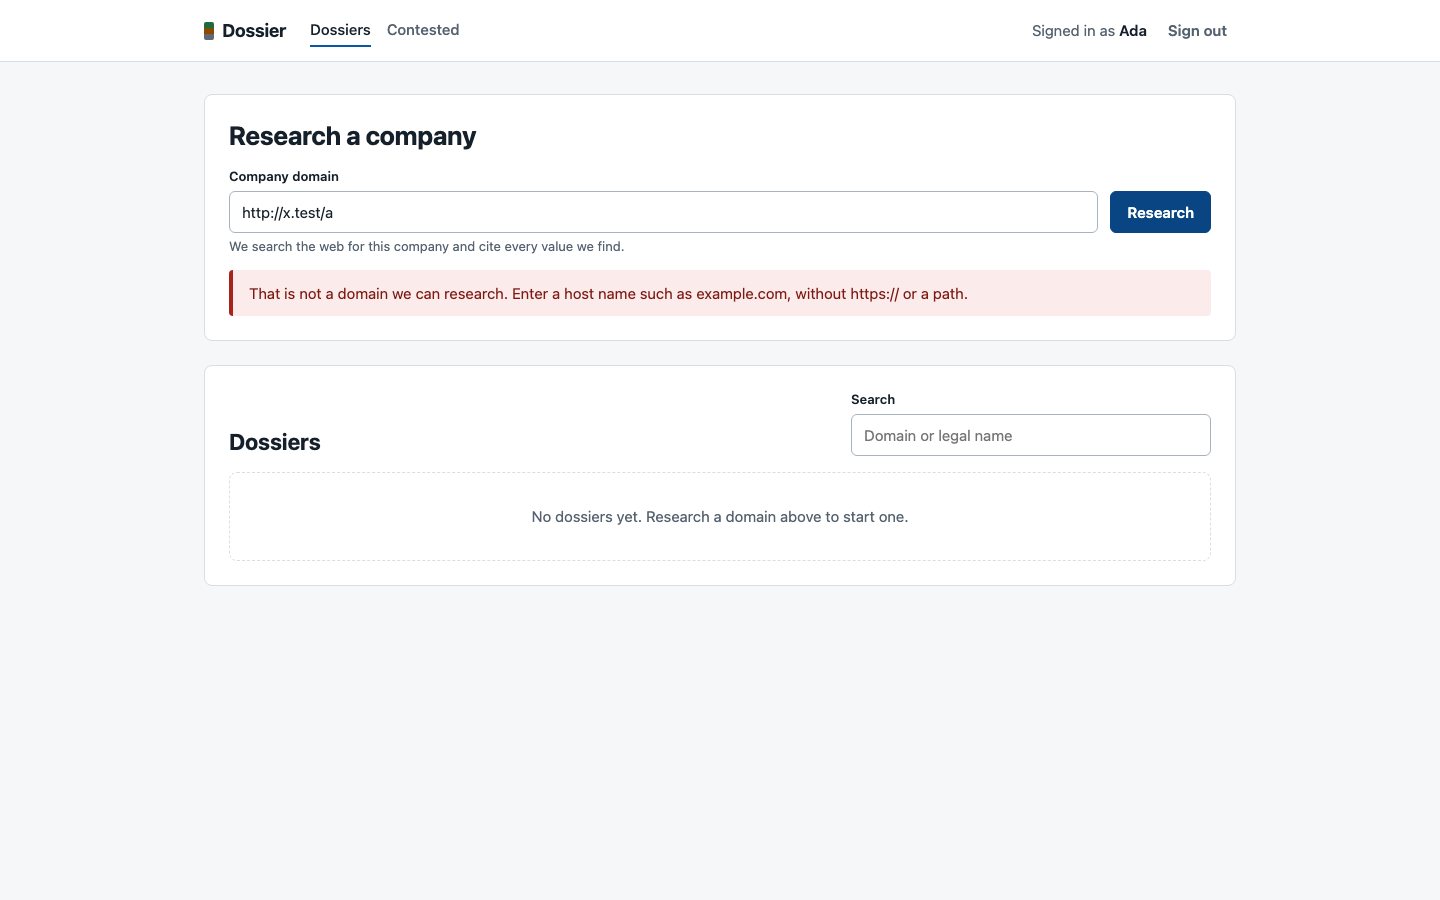 Dossier
Dossiers
Contested
Signed in as Ada
Sign out
Research a company
Company domain
http://x.test/a
Research
We search the web for this company and cite every value we find.
That is not a domain we can research. Enter a host name such as example.com, without https:// or a path.
Search
Dossiers
Domain or legal name
No dossiers yet. Research a domain above to start one.